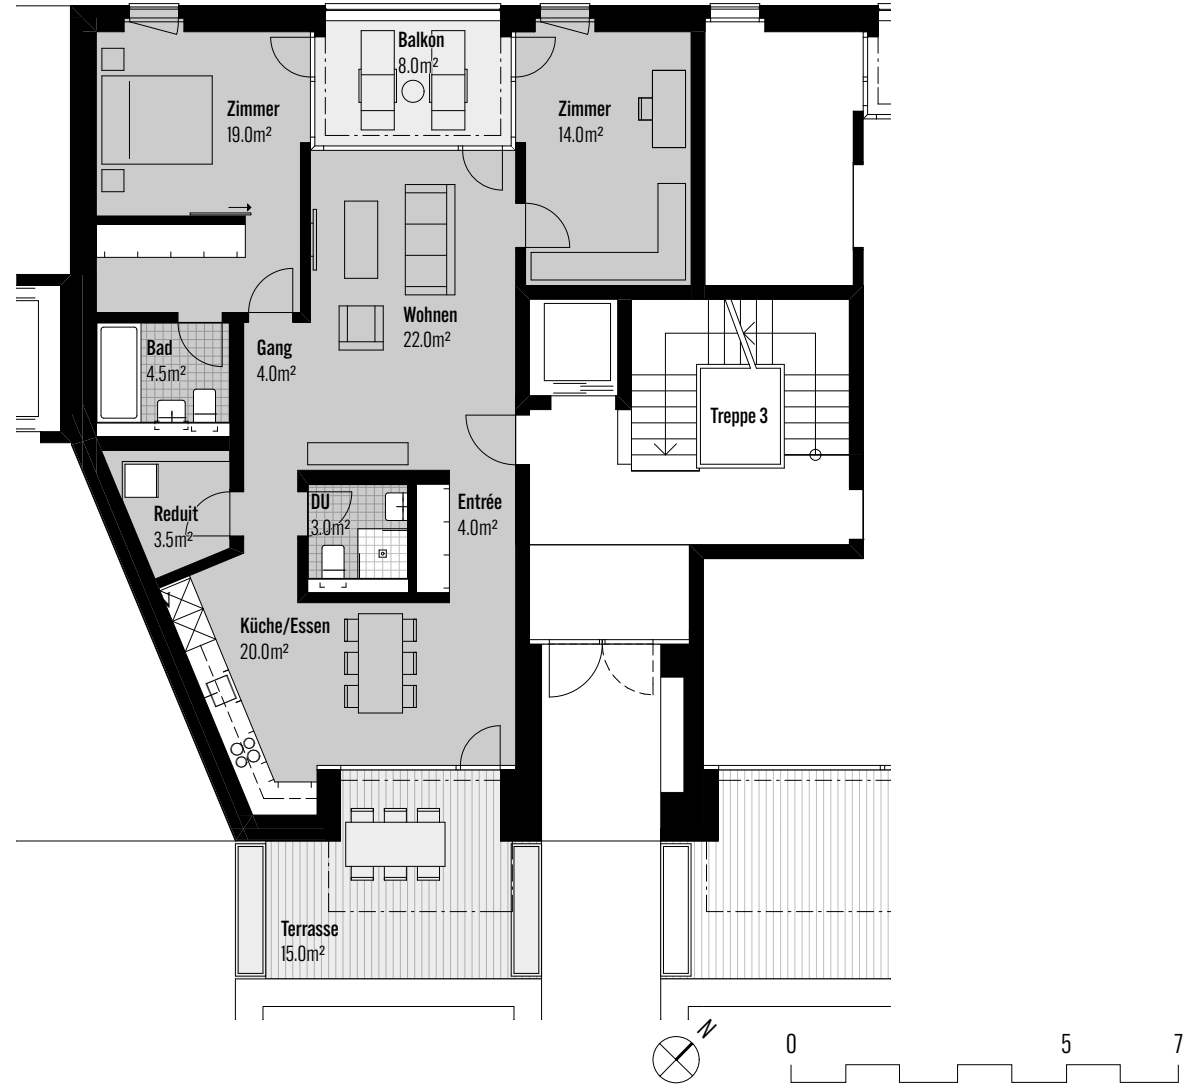 Balkon
8.0m²
Zimmer
19.0m²
Zimmer
14.0m²
Wohnen
22.0m²
Bad
4.5m²
Gang
4.0m²
Treppe 3
Reduit
3.5m²
DU
3.0m²
Entrée
4.0m²
Küche/Essen
20.0m²
Terrasse
15.0m²
N
0 5 7